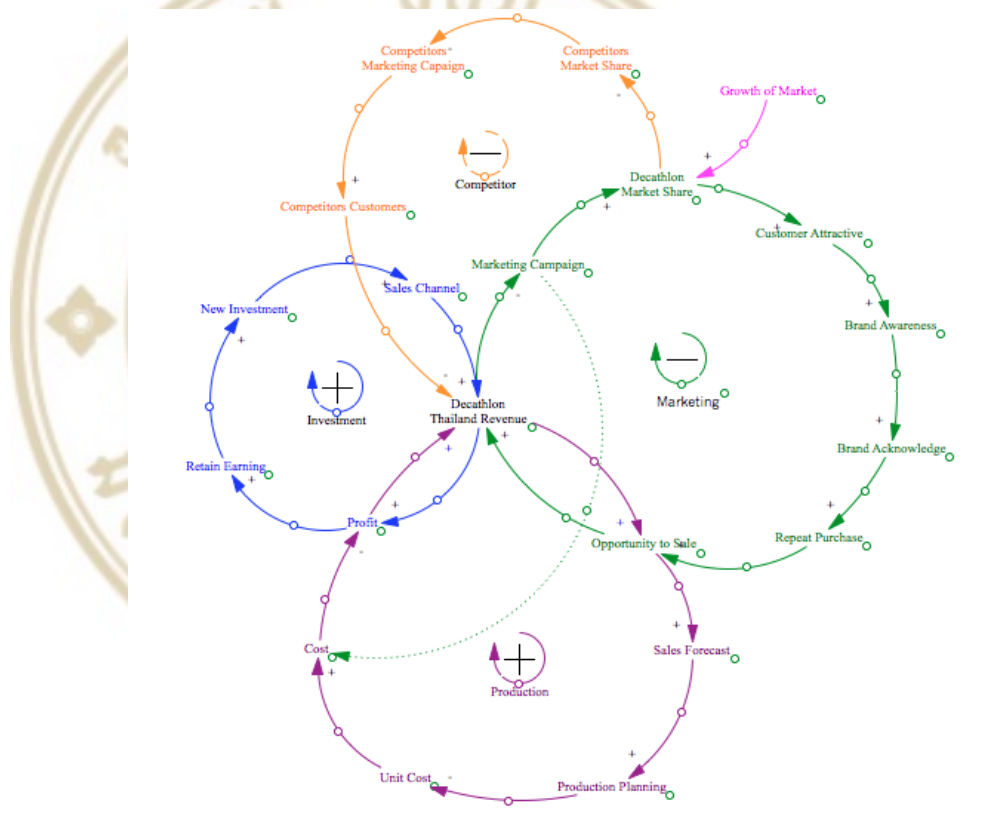 Competitors
Marketing Capaign
-
Competitors
Market Share
-
Growth of Market
+
Decathlon
Market Share
+
Competitor
+
Competitors Customers
Customer Attractive
+
Marketing Campaign
-
Sales Channel
+
New Investment
+
Brand Awareness
+
Investment
Marketing
- +
Decathlon
Thailand Revenue
+
+
Brand Acknowledge
+
Retain Earning
+
Profit
+
-
Opportunity to Sale
+
Repeat Purchase
+
Cost
+
Sales Forecast
+
Production
Unit Cost
-
Production Planning
+